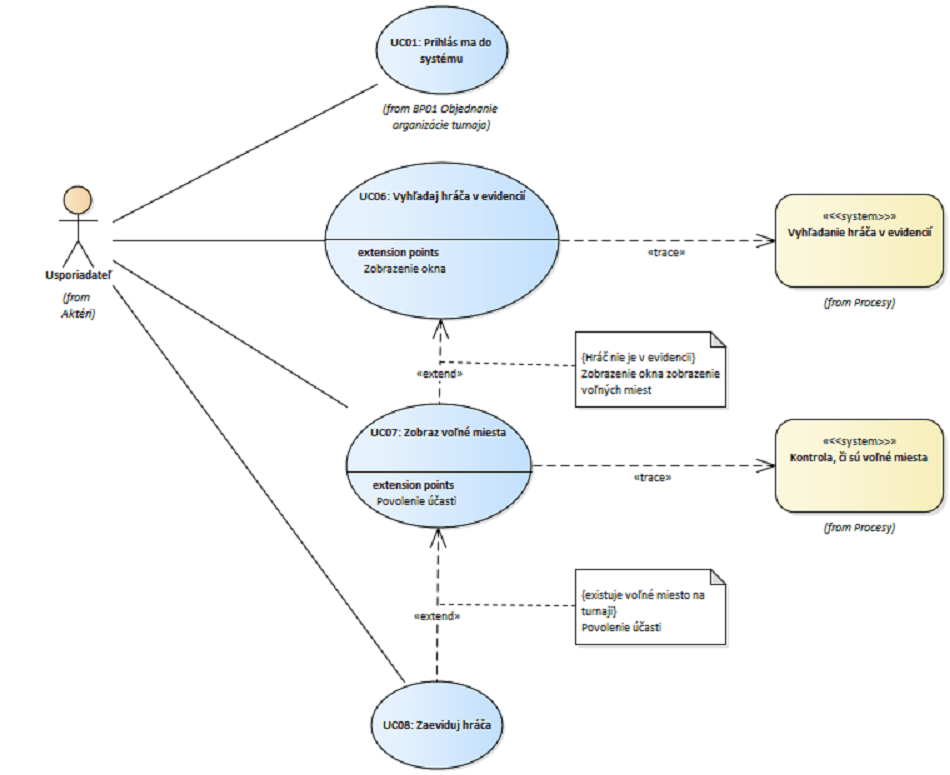 UC01: Prihlás ma do
systému
(from BP01 Objednanie
organizácie turnaja)
UC06: Vyhľadaj hráča v evidencií
extension points
Zobrazenie okna
«trace»
«<<system>>»
Vyhľadanie hráča v evidencií
(from Procesy)
Usporiadateľ
(from
Aktéri)
«extend»
{Hráč nie je v evidencii}
Zobrazenie okna zobrazenie
voľných miest
UC07: Zobraz voľné miesta
extension points
Povolenie účasti
«trace»
«<<system>>»
Kontrola, či sú voľné miesta
(from Procesy)
«extend»
{existuje voľné miesto na
turnaji}
Povolenie účasti
UC08: Zaeviduj hráča